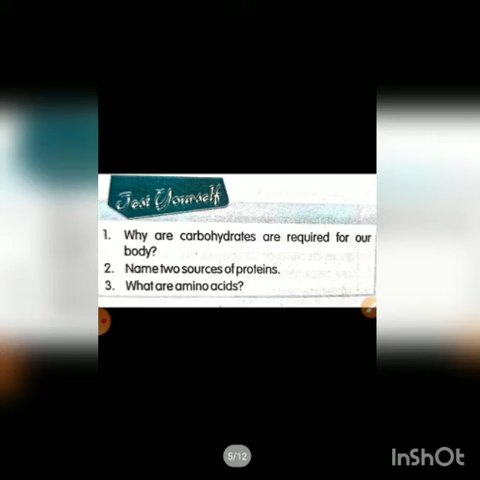 Test Yourself
1. Why are carbohydrates are required for our
body?
2. Name two sources of proteins.
3. What are amino acids?
5/12
InShOt